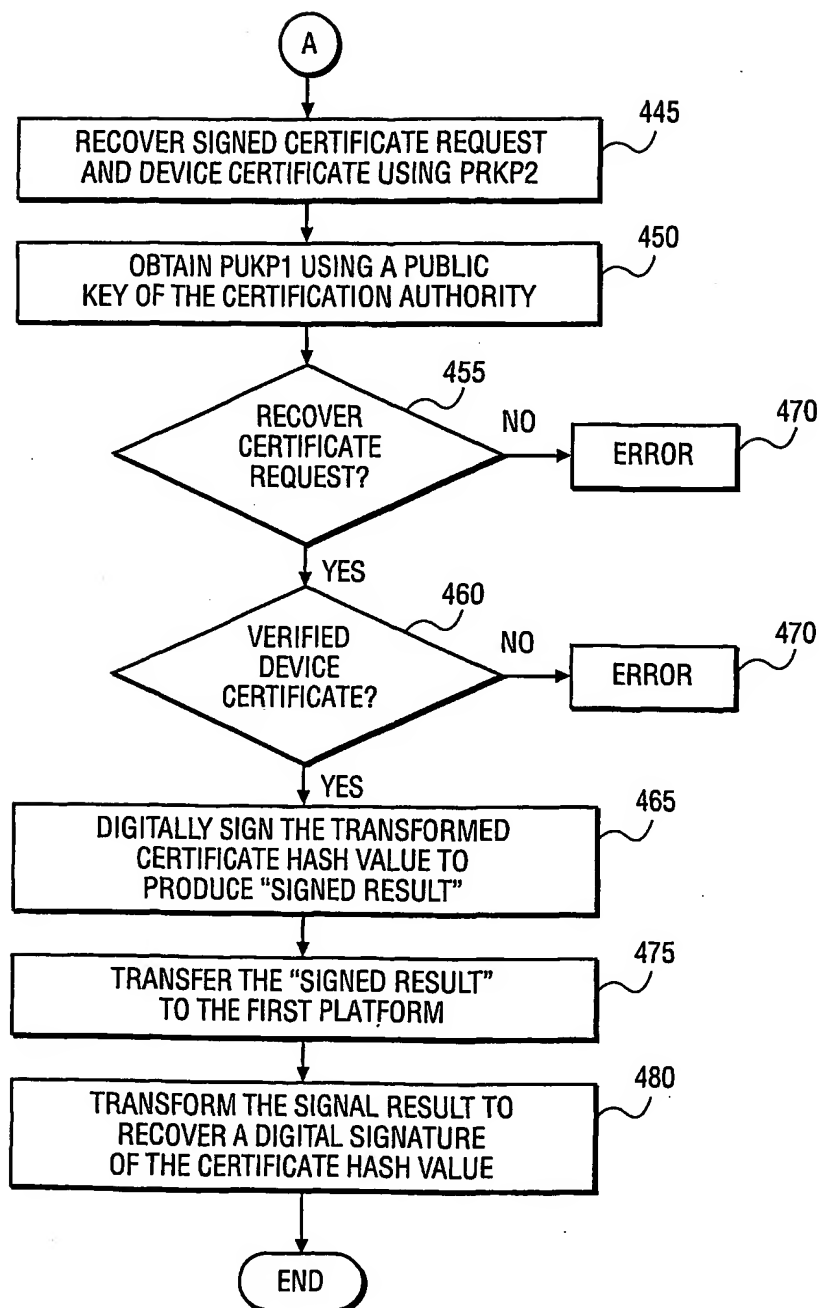 A
RECOVER SIGNED CERTIFICATE REQUEST
AND DEVICE CERTIFICATE USING PRKP2
445
OBTAIN PUKP1 USING A PUBLIC
KEY OF THE CERTIFICATION AUTHORITY
450
RECOVER
CERTIFICATE
REQUEST?
455
NO
ERROR
470
YES
VERIFIED
DEVICE
CERTIFICATE?
460
NO
ERROR
470
YES
DIGITALLY SIGN THE TRANSFORMED
CERTIFICATE HASH VALUE TO
PRODUCE “SIGNED RESULT”
465
TRANSFER THE “SIGNED RESULT”
TO THE FIRST PLATFORM
475
TRANSFORM THE SIGNAL RESULT TO
RECOVER A DIGITAL SIGNATURE
OF THE CERTIFICATE HASH VALUE
480
END